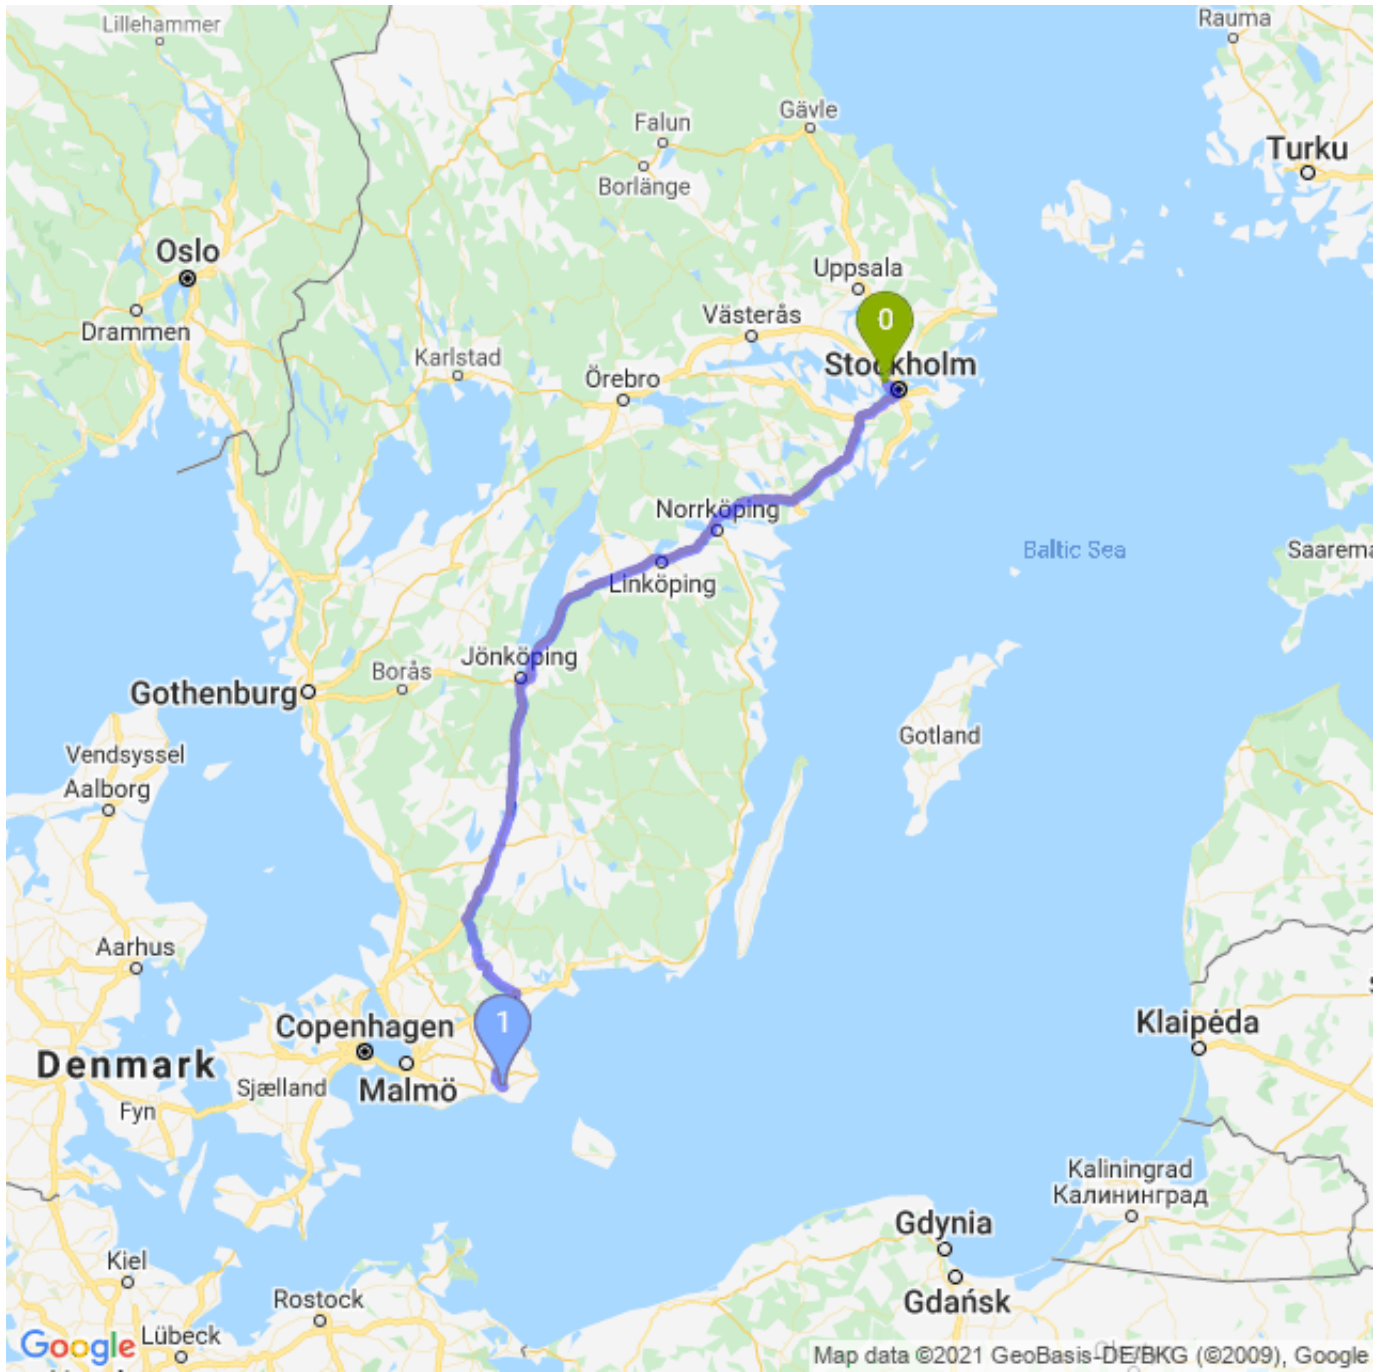 Lillehammer
Rauma
Gävle
Falun
Turku
Borlänge
Oslo
Uppsala
0
Västerås
Drammen
Karlstad
Stockholm
Örebro
Norrköping
Baltic Sea
Saarema
Linköping
Jönköping
Borås
Gothenburg
Gotland
Vendsyssel
Aalborg
Aarhus
1
Copenhagen
Klaipėda
Denmark
Malmö
Sjælland
Fyn
Kaliningrad
Калининград
Gdynia
Kiel
Gdańsk
Rostock
Lübeck
Google
Map data ©2021 GeoBasis-DE/BKG (©2009), Google